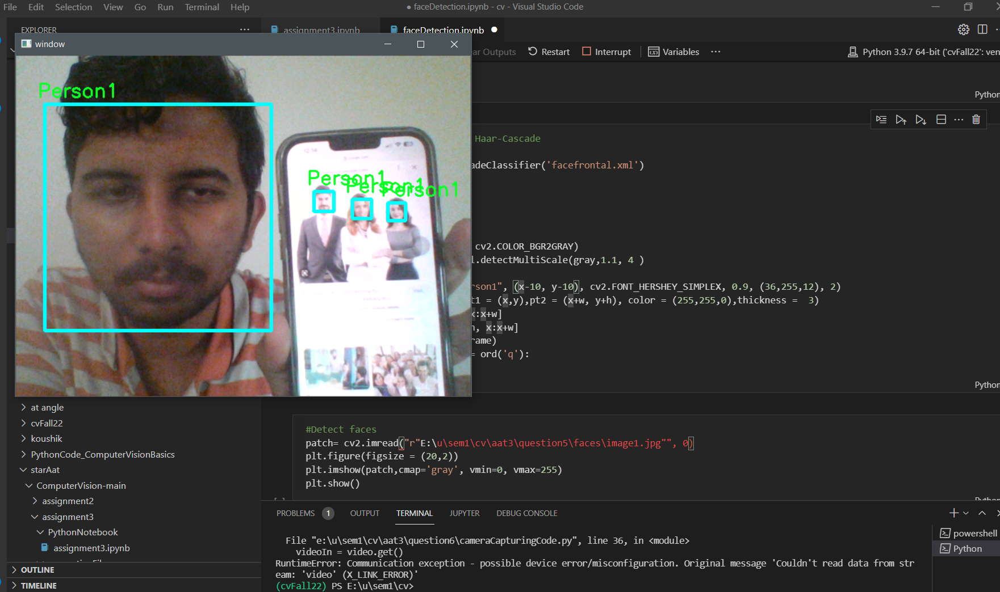 File Edit Selection View Go Run Terminal Help
● faceDetection.ipynb - cv - Visual Studio Code
EXPLORER
assignment3.ipynb
faceDetection.ipynb ●
window
ar Outputs Restart Interrupt Variables ...
Python 3.9.7 64-bit ('cvFall22': ven
Person1
Person1
Person1
Person1
12:54
Python
Haar-Cascade
adeClassifier('facefrontal.xml')
cv2.COLOR_BGR2GRAY)
l.detectMultiScale(gray,1.1, 4 )
rson1", (x-10, y-10), cv2.FONT_HERSHEY_SIMPLEX, 0.9, (36,255,12), 2)
t1 = (x,y),pt2 = (x+w, y+h), color = (255,255,0),thickness =  3)
x:x+w]
h, x:x+w]
rame)
= ord('q'):
Python
at angle
cvFall22
koushik
PythonCode_ComputerVisionBasics
starAat
ComputerVision-main
assignment2
assignment3
PythonNotebook
assignment3.ipynb
OUTLINE
TIMELINE
#Detect faces
patch= cv2.imread("r"E:\u\sem1\cv\aat3\question5\faces\image1.jpg"", 0)
plt.figure(figsize = (20,2))
plt.imshow(patch,cmap='gray', vmin=0, vmax=255)
plt.show()
Python
PROBLEMS 1 OUTPUT TERMINAL JUPYTER DEBUG CONSOLE
File "e:\u\sem1\cv\aat3\question6\cameraCapturingCode.py", line 36, in <module>
videoIn = video.get()
RuntimeError: Communication exception - possible device error/misconfiguration. Original message 'Couldn't read data from str
eam: 'video' (X_LINK_ERROR)'
(cvFall22) PS E:\u\sem1\cv>
powershell
Python